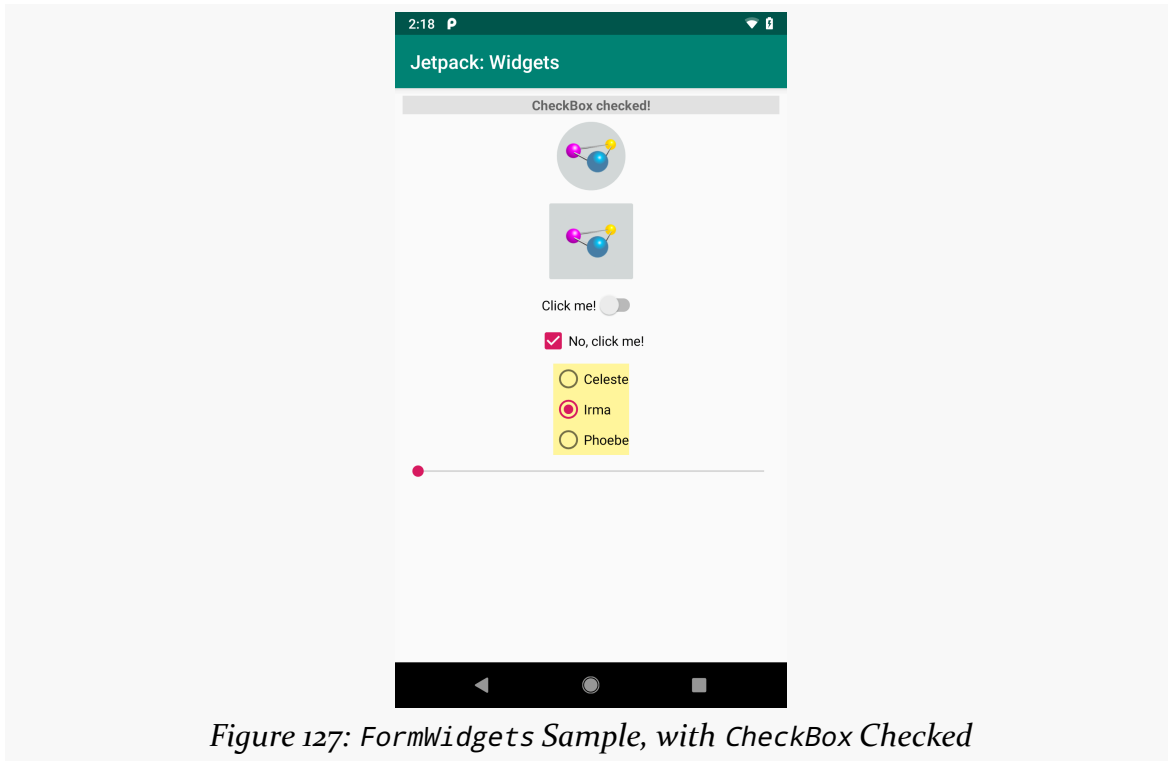 2:18
Jetpack: Widgets
CheckBox checked!
Click me!
No, click me!
Celeste
Irma
Phoebe
Figure 127: FormWidgets Sample, with CheckBox Checked